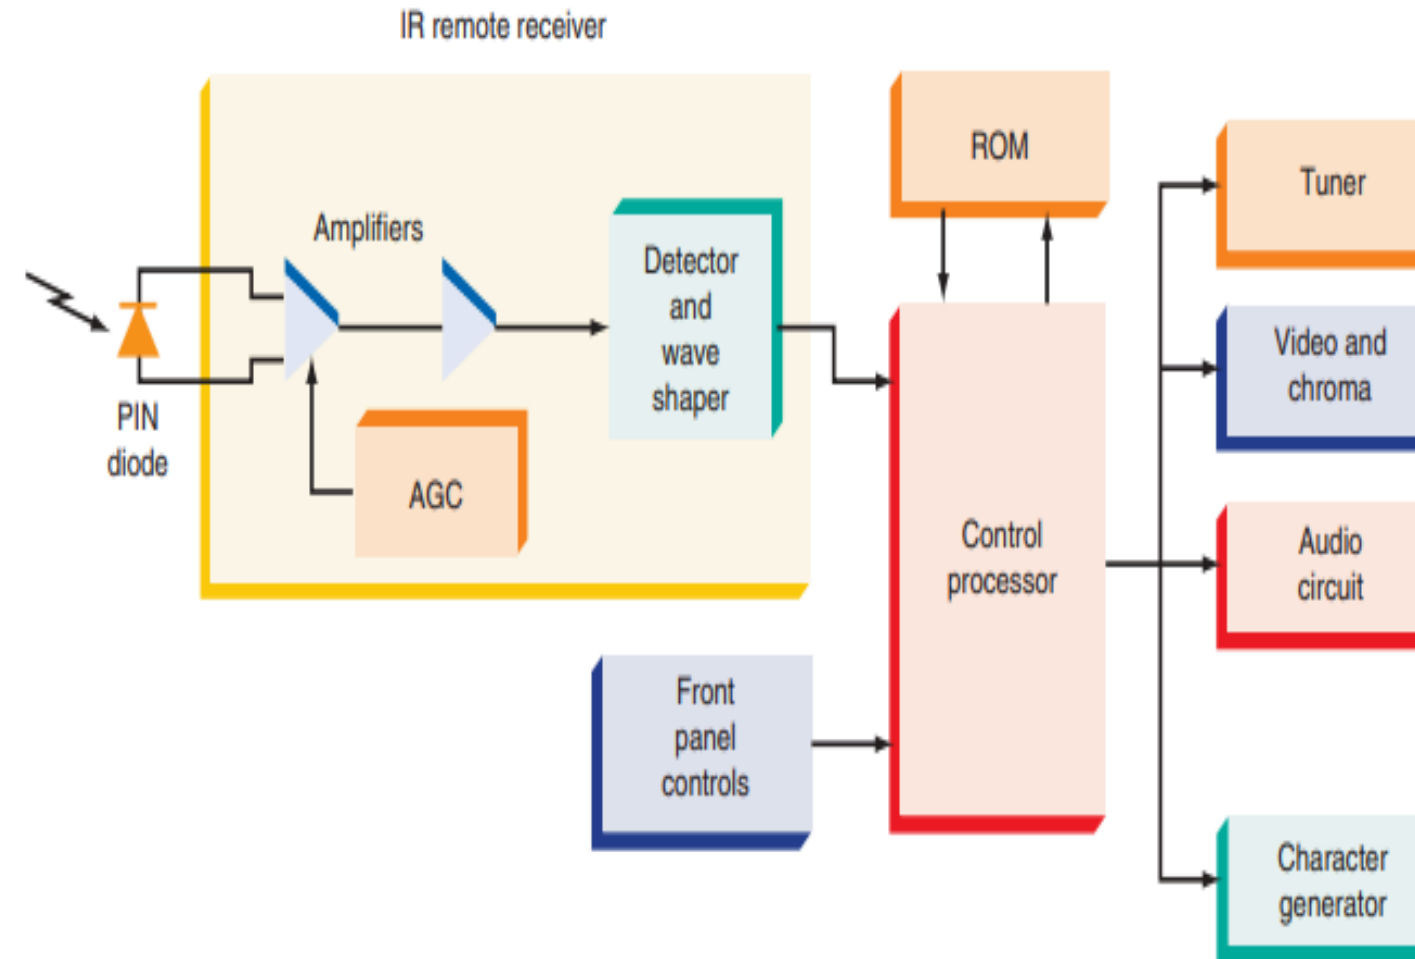 IR remote receiver
ROM
Tuner
Amplifiers
Detector
and
wave
shaper
Video and
chroma
PIN
diode
AGC
Control
processor
Audio
circuit
Front
panel
controls
Character
generator